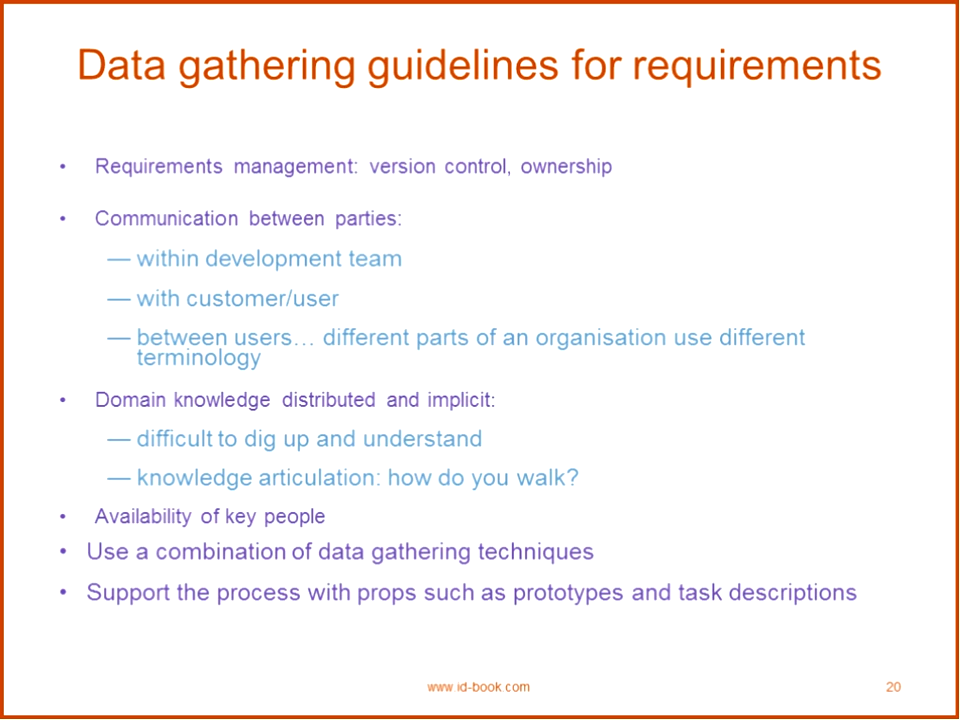 Data gathering guidelines for requirements
• Requirements management: version control, ownership
• Communication between parties:
— within development team
— with customer/user
— between users… different parts of an organisation use different
terminology
• Domain knowledge distributed and implicit:
— difficult to dig up and understand
— knowledge articulation: how do you walk?
• Availability of key people
• Use a combination of data gathering techniques
• Support the process with props such as prototypes and task descriptions
www.id-book.com
20